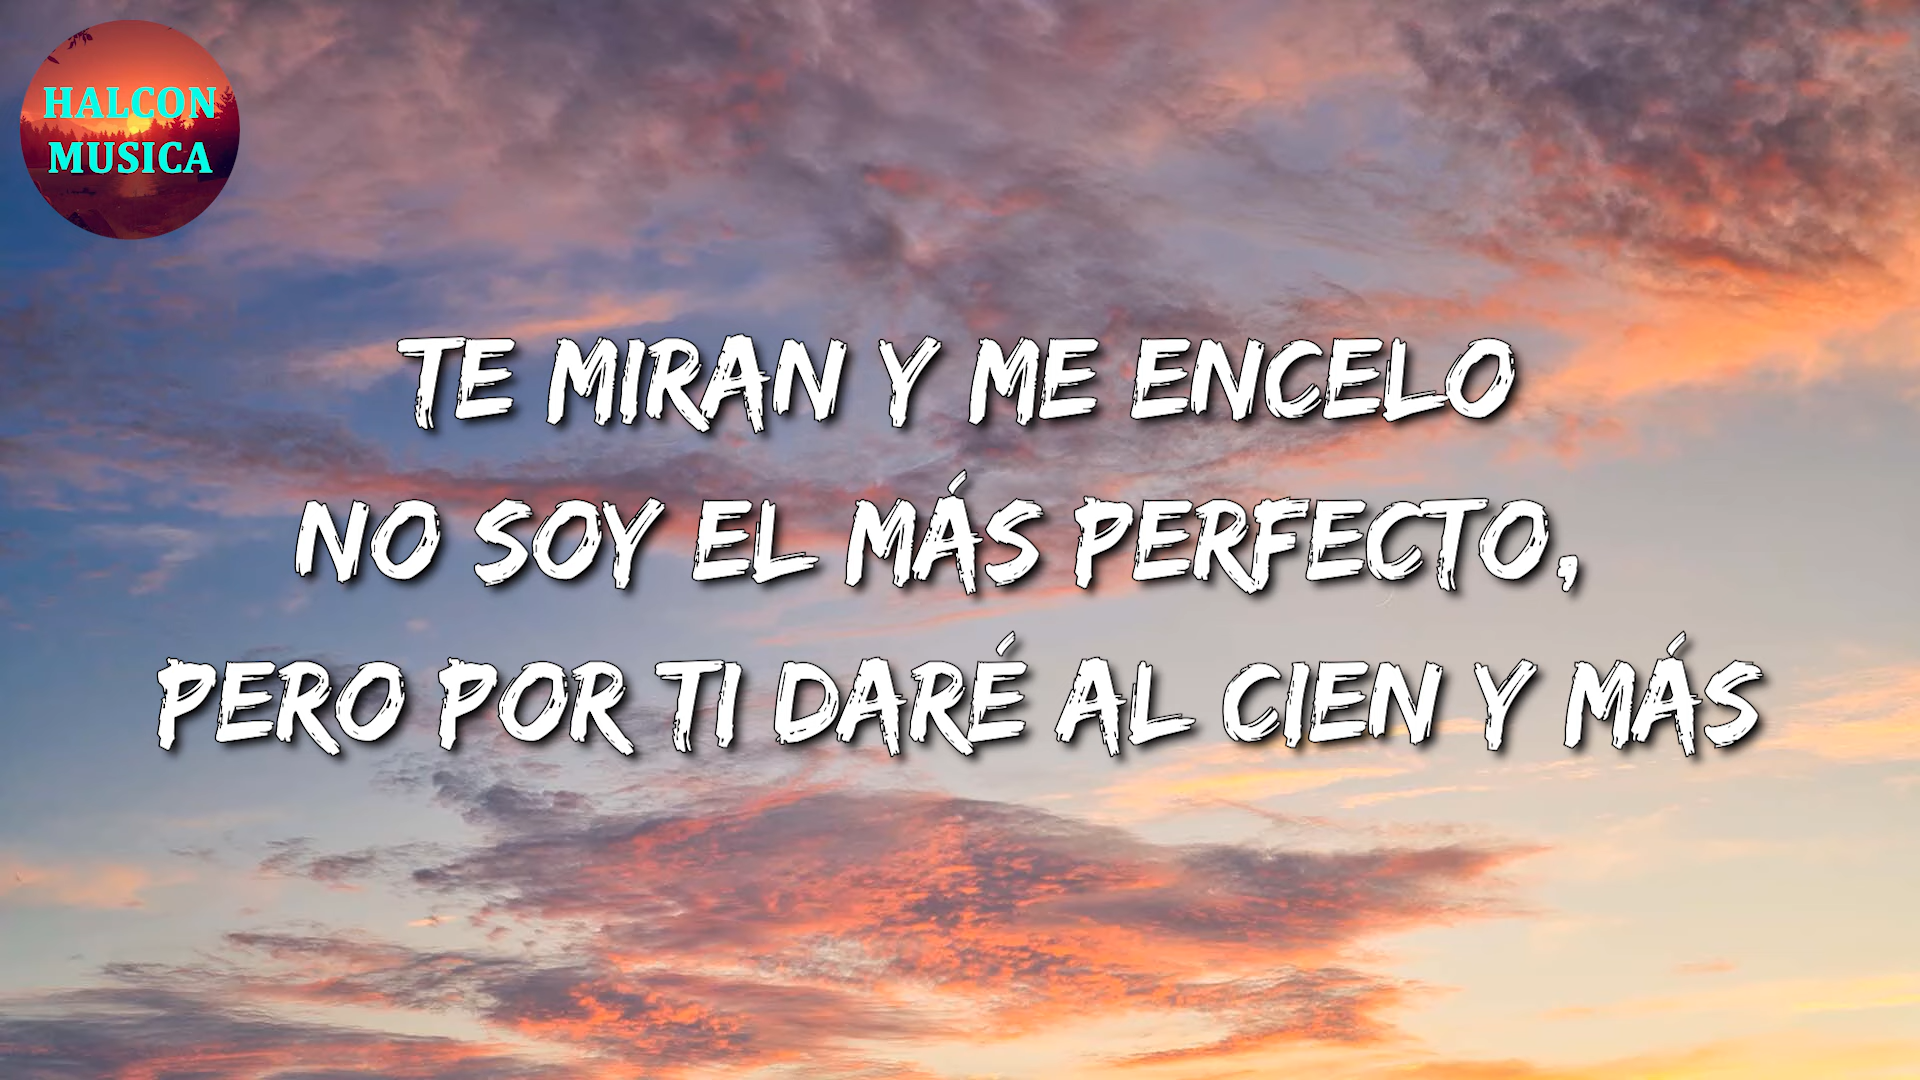 HALCON
MUSICA
TE MIRAN Y ME ENCELO
NO SOY EL MÁS PERFECTO,
PERO POR TI DARÉ AL CIEN Y MÁS